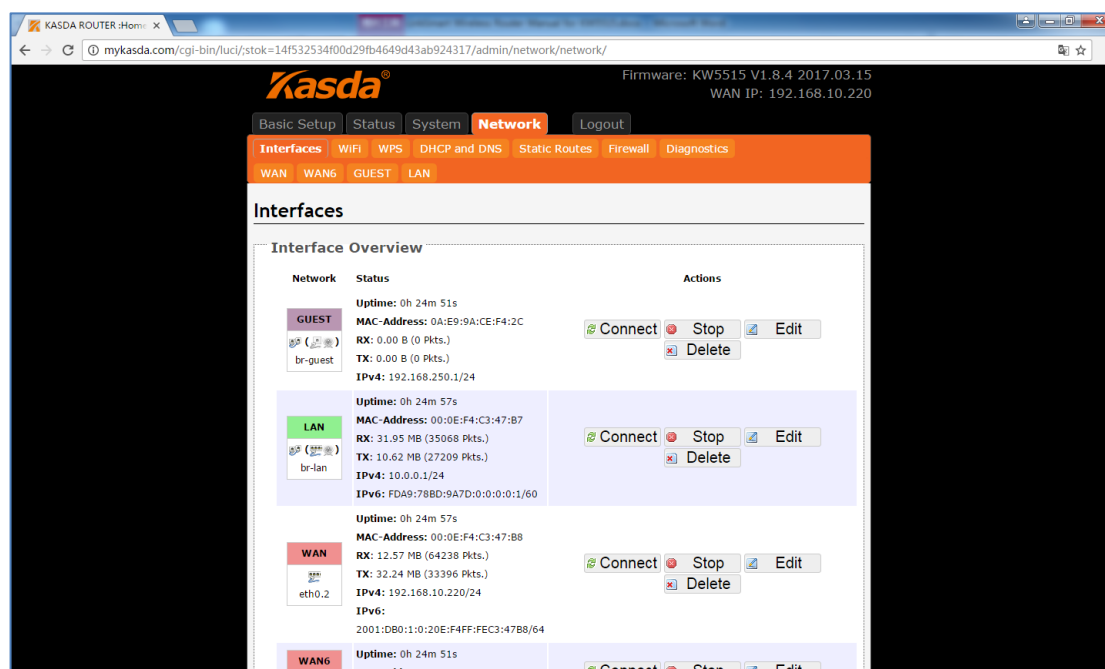 KASDA ROUTER :Home
mykasda.com/cgi-bin/luci/;stok=14f532534f00d29fb4649d43ab924317/admin/network/network/
Kasda®
Firmware: KW5515 V1.8.4 2017.03.15
WAN IP: 192.168.10.220
Basic Setup Status System Network Logout
Interfaces WiFi WPS DHCP and DNS Static Routes Firewall Diagnostics
WAN WAN6 GUEST LAN
Interfaces
Interface Overview
Network Status Actions
GUEST
br-guest
Uptime: 0h 24m 51s
MAC-Address: 0A:E9:9A:CE:F4:2C
RX: 0.00 B (0 Pkts.)
TX: 0.00 B (0 Pkts.)
IPv4: 192.168.250.1/24
Connect Stop Edit
Delete
LAN
br-lan
Uptime: 0h 24m 57s
MAC-Address: 00:0E:F4:C3:47:B7
RX: 31.95 MB (35068 Pkts.)
TX: 10.62 MB (27209 Pkts.)
IPv4: 10.0.0.1/24
IPv6: FDA9:78BD:9A7D:0:0:0:0:1/60
Connect Stop Edit
Delete
WAN
eth0.2
Uptime: 0h 24m 57s
MAC-Address: 00:0E:F4:C3:47:B8
RX: 12.57 MB (64238 Pkts.)
TX: 32.24 MB (33396 Pkts.)
IPv4: 192.168.10.220/24
IPv6:
2001:DB0:1:0:20E:F4FF:FEC3:47B8/64
Connect Stop Edit
Delete
WAN6
Uptime: 0h 24m 51s
Connect Stop Edit